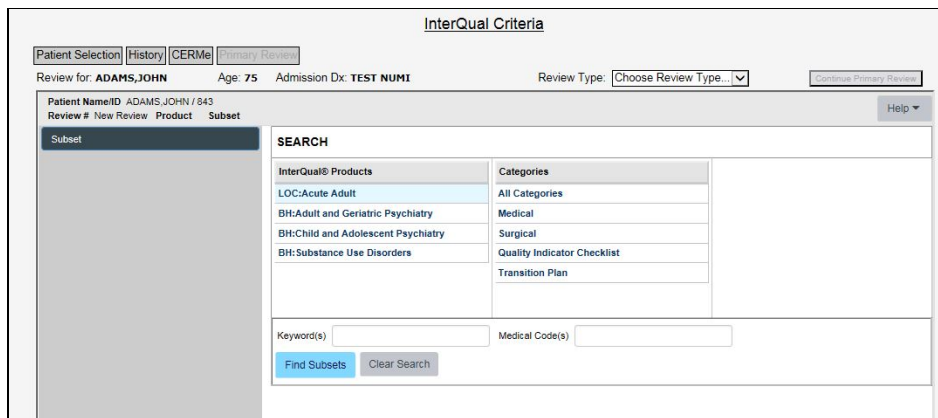 InterQual Criteria
Patient Selection History CERMe Primary Review
Review for: ADAMS,JOHN Age: 75 Admission Dx: TEST NUMI Review Type: Choose Review Type... Continue Primary Review
Patient Name/ID ADAMS,JOHN / 843
Review # New Review Product Subset
Help
Subset
SEARCH
InterQual® Products Categories
LOC:Acute Adult All Categories
BH:Adult and Geriatric Psychiatry Medical
BH:Child and Adolescent Psychiatry Surgical
BH:Substance Use Disorders Quality Indicator Checklist
Transition Plan
Keyword(s) Medical Code(s)
Find Subsets Clear Search